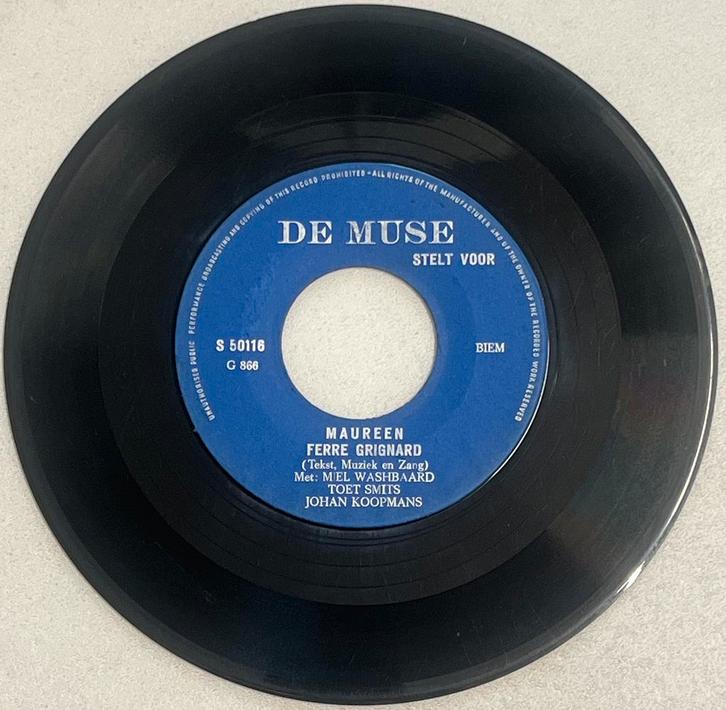 UNAUTHORISED PUBLIC PERFORMANCE BROADCASTING AND COPYING OF THIS RECORD PROHIBITED - ALL RIGHTS OF THE MANUFACTURER AND OF THE OWNER OF THE RECORDED WORK RESERVED
DE MUSE
STELT VOOR
S 50116
G 866
BIEM
MAUREEN
FERRE GRIGNARD
(Tekst, Muziek en Zang)
Met: MIEL WASHBAARD
TOET SMITS
JOHAN KOOPMANS